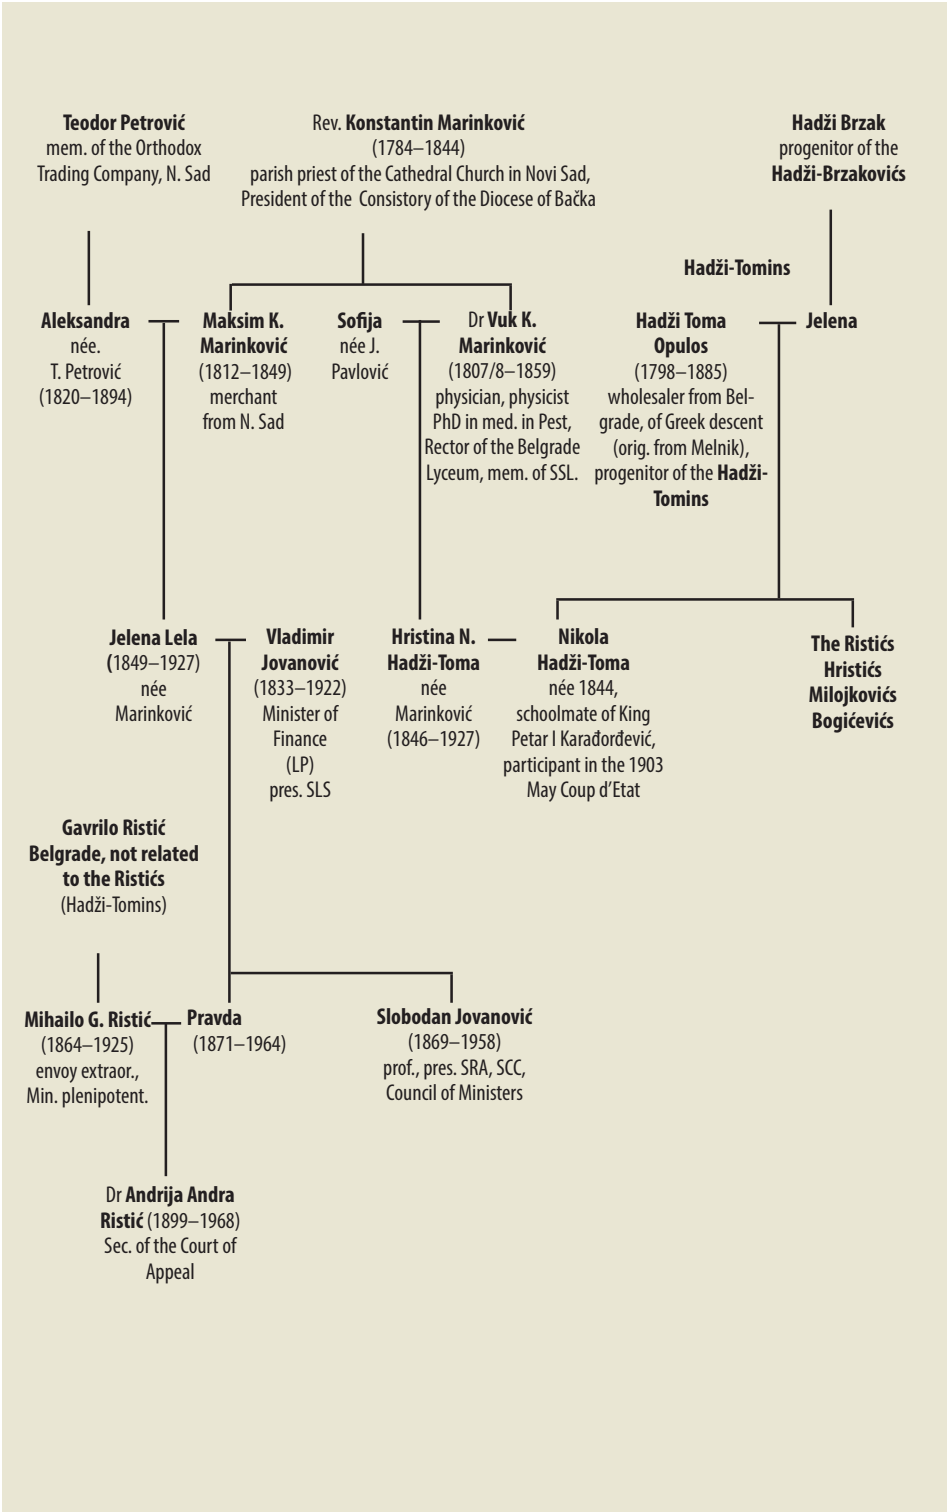 Teodor Petrović
mem. of the Orthodox
Trading Company, N. Sad
Rev. Konstantin Marinković
(1784–1844)
parish priest of the Cathedral Church in Novi Sad,
President of the Consistory of the Diocese of Bačka
Hadži Brzak
progenitor of the
Hadži-Brzakovićs
Hadži-Tomins
Aleksandra
née.
T. Petrović
(1820–1894)
Maksim K.
Marinković
(1812–1849)
merchant
from N. Sad
Sofija
née J.
Pavlović
Dr Vuk K.
Marinković
(1807/8–1859)
physician, physicist
PhD in med. in Pest,
Rector of the Belgrade
Lyceum, mem. of SSL.
Hadži Toma
Opulos
(1798–1885)
wholesaler from Bel-
grade, of Greek descent
(orig. from Melnik),
progenitor of the Hadži-
Tomins
Jelena
Jelena Lela
(1849–1927)
née
Marinković
Vladimir
Jovanović
(1833–1922)
Minister of
Finance
(LP)
pres. SLS
Hristina N.
Hadži-Toma
née
Marinković
(1846–1927)
Nikola
Hadži-Toma
née 1844,
schoolmate of King
Petar I Karađorđević,
participant in the 1903
May Coup d’Etat
The Ristićs
Hristićs
Milojkovićs
Bogićevićs
Gavrilo Ristić
Belgrade, not related
to the Ristićs
(Hadži-Tomins)
Mihailo G. Ristić
(1864–1925)
envoy extraor.,
Min. plenipotent.
Pravda
(1871–1964)
Slobodan Jovanović
(1869–1958)
prof., pres. SRA, SCC,
Council of Ministers
Dr Andrija Andra
Ristić (1899–1968)
Sec. of the Court of
Appeal